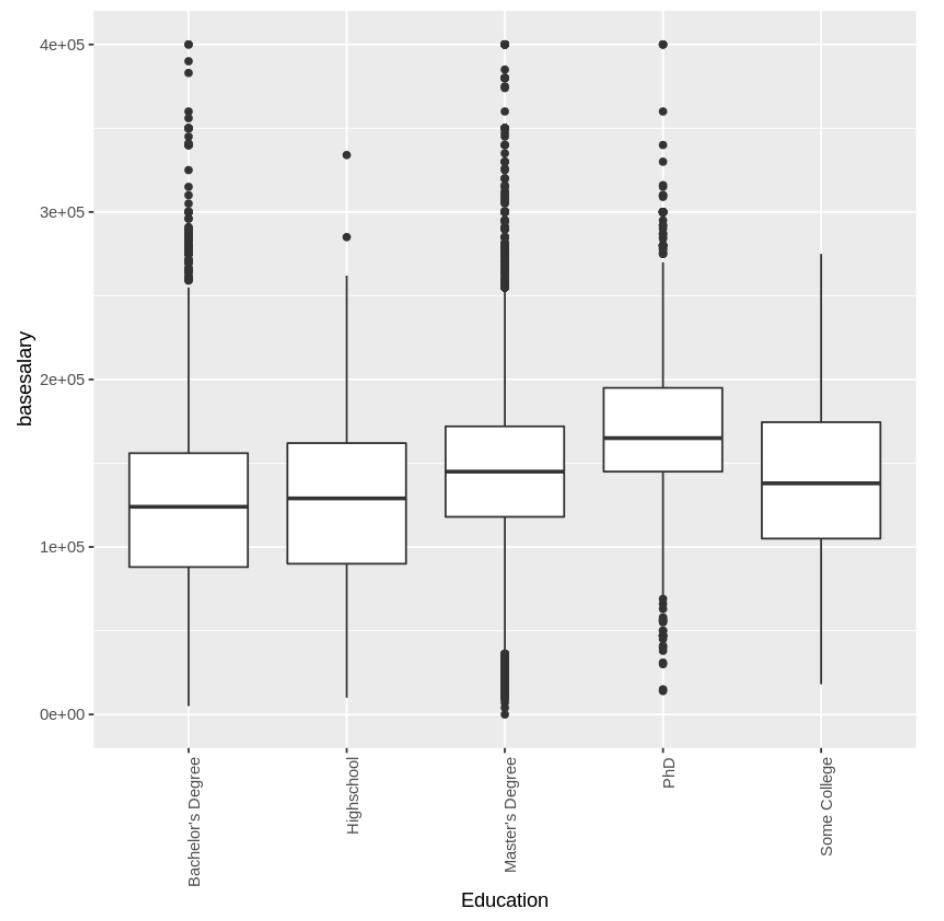 4e+05
3e+05
2e+05
1e+05
0e+00
basesalary
Bachelor's Degree
Highschool
Master's Degree
PhD
Some College
Education